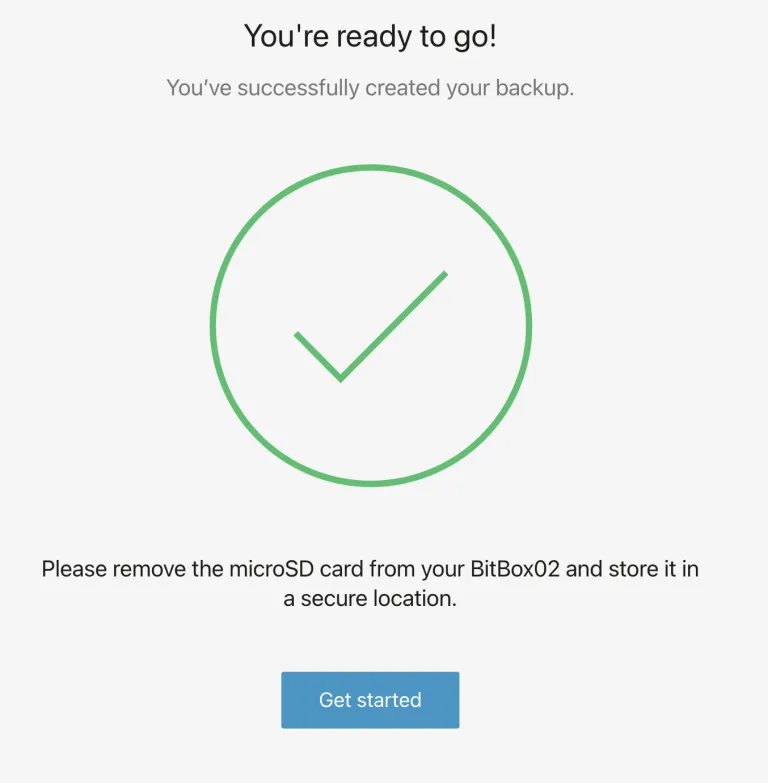 You're ready to go!
You’ve successfully created your backup.
Please remove the microSD card from your BitBox02 and store it in
a secure location.
Get started